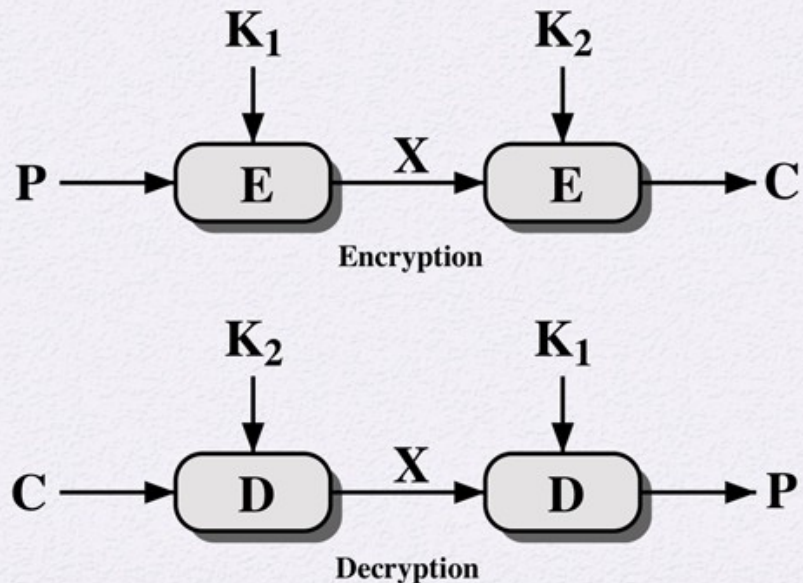 K₁ K₂
P E X E C
Encryption
K₂ K₁
C D X D P
Decryption